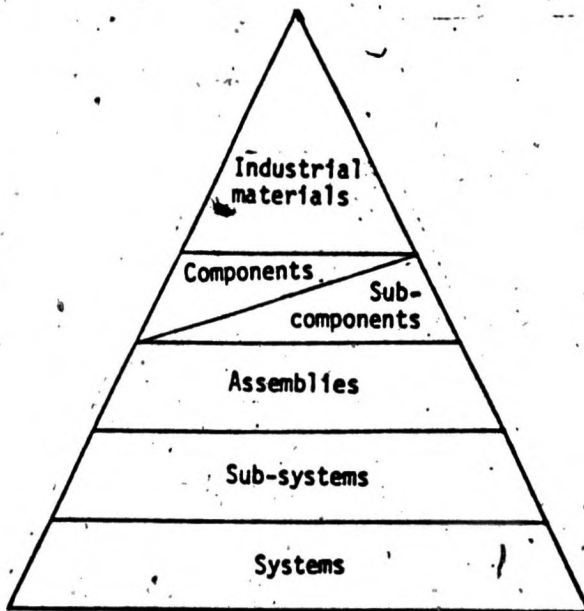 Industrial
materials
Components
Sub-
components
Assemblies
Sub-systems
Systems